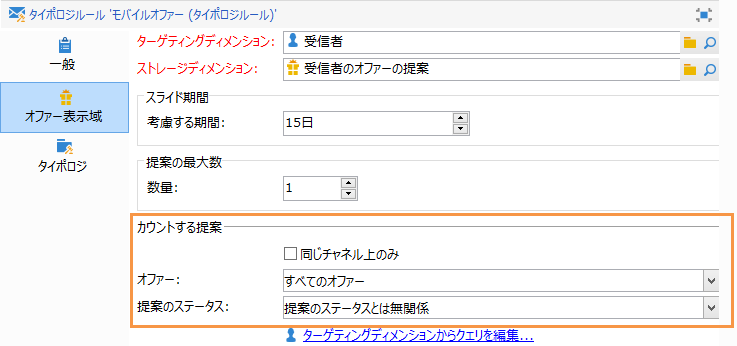 タイポロジルール 'モバイルオファー (タイポロジルール)'
一般
オファー表示域
タイポロジ
ターゲティングディメンション: 受信者
ストレージディメンション: 受信者のオファーの提案
スライド期間
考慮する期間: 15日
提案の最大数
数量: 1
カウントする提案
同じチャネル上のみ
オファー: すべてのオファー
提案のステータス: 提案のステータスとは無関係
ターゲティングディメンションからクエリを編集...